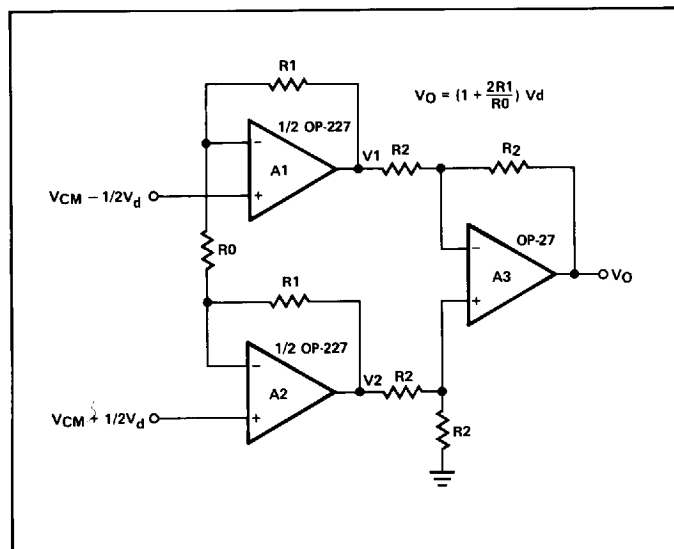 R1
VO = (1 + 2R1/R0) Vd
1/2 OP-227
V1
R2
R2
−
A1
+
VCM − 1/2Vd
R0
R1
OP-27
−
A3
+
VO
1/2 OP-227
−
A2
+
V2
R2
VCM + 1/2Vd
R2